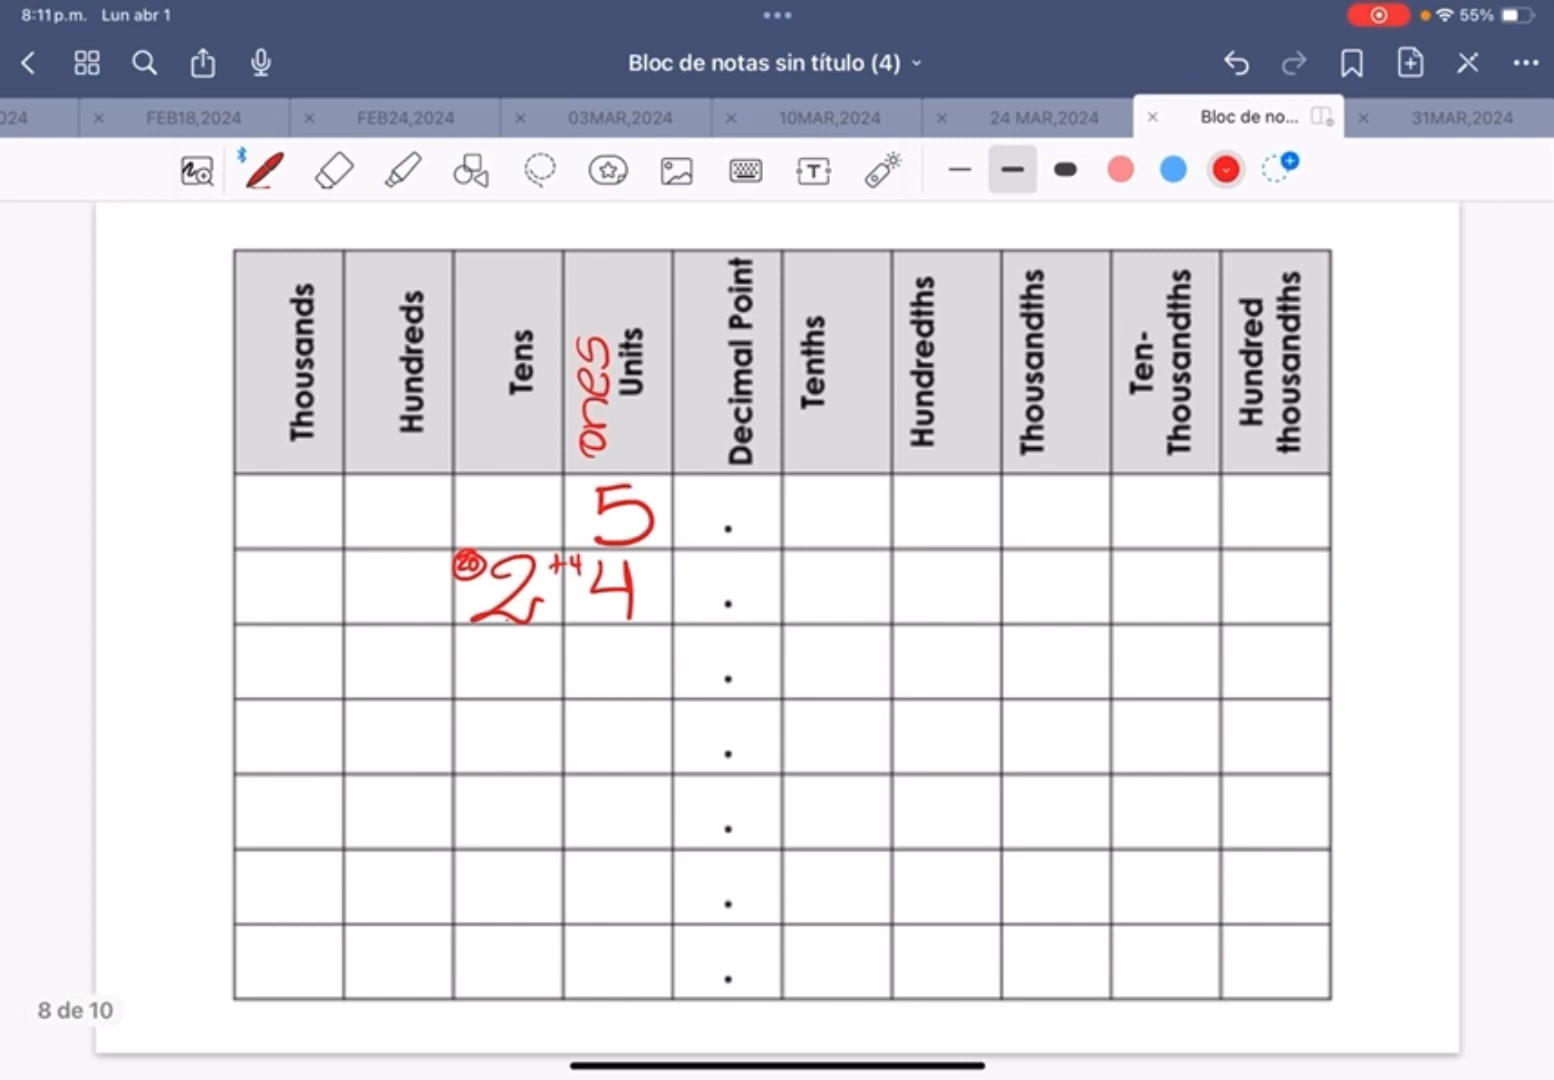 8:11 p.m. Lun abr 1
55%
Bloc de notas sin título (4)
024
FEB18,2024
FEB24,2024
03MAR,2024
10MAR,2024
24 MAR,2024
Bloc de no...
31MAR,2024
Thousands
Hundreds
Tens
ones
Units
Decimal Point
Tenths
Hundredths
Thousandths
Ten-
Thousandths
Hundred
thousandths
5 .
20 2 +4 4 .
.
.
.
.
.
8 de 10